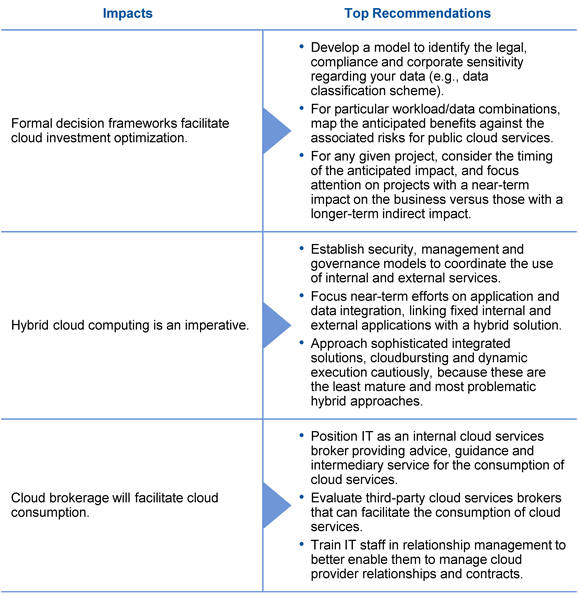 Impacts
Top Recommendations
Formal decision frameworks facilitate
cloud investment optimization.
• Develop a model to identify the legal,
compliance and corporate sensitivity
regarding your data (e.g., data
classification scheme).
• For particular workload/data combinations,
map the anticipated benefits against the
associated risks for public cloud services.
• For any given project, consider the timing
of the anticipated impact, and focus
attention on projects with a near-term
impact on the business versus those with a
longer-term indirect impact.
Hybrid cloud computing is an imperative.
• Establish security, management and
governance models to coordinate the use
of internal and external services.
• Focus near-term efforts on application and
data integration, linking fixed internal and
external applications with a hybrid solution.
• Approach sophisticated integrated
solutions, cloudbursting and dynamic
execution cautiously, because these are
the least mature and most problematic
hybrid approaches.
Cloud brokerage will facilitate cloud
consumption.
• Position IT as an internal cloud services
broker providing advice, guidance and
intermediary service for the consumption of
cloud services.
• Evaluate third-party cloud services brokers
that can facilitate the consumption of cloud
services.
• Train IT staff in relationship management to
better enable them to manage cloud
provider relationships and contracts.